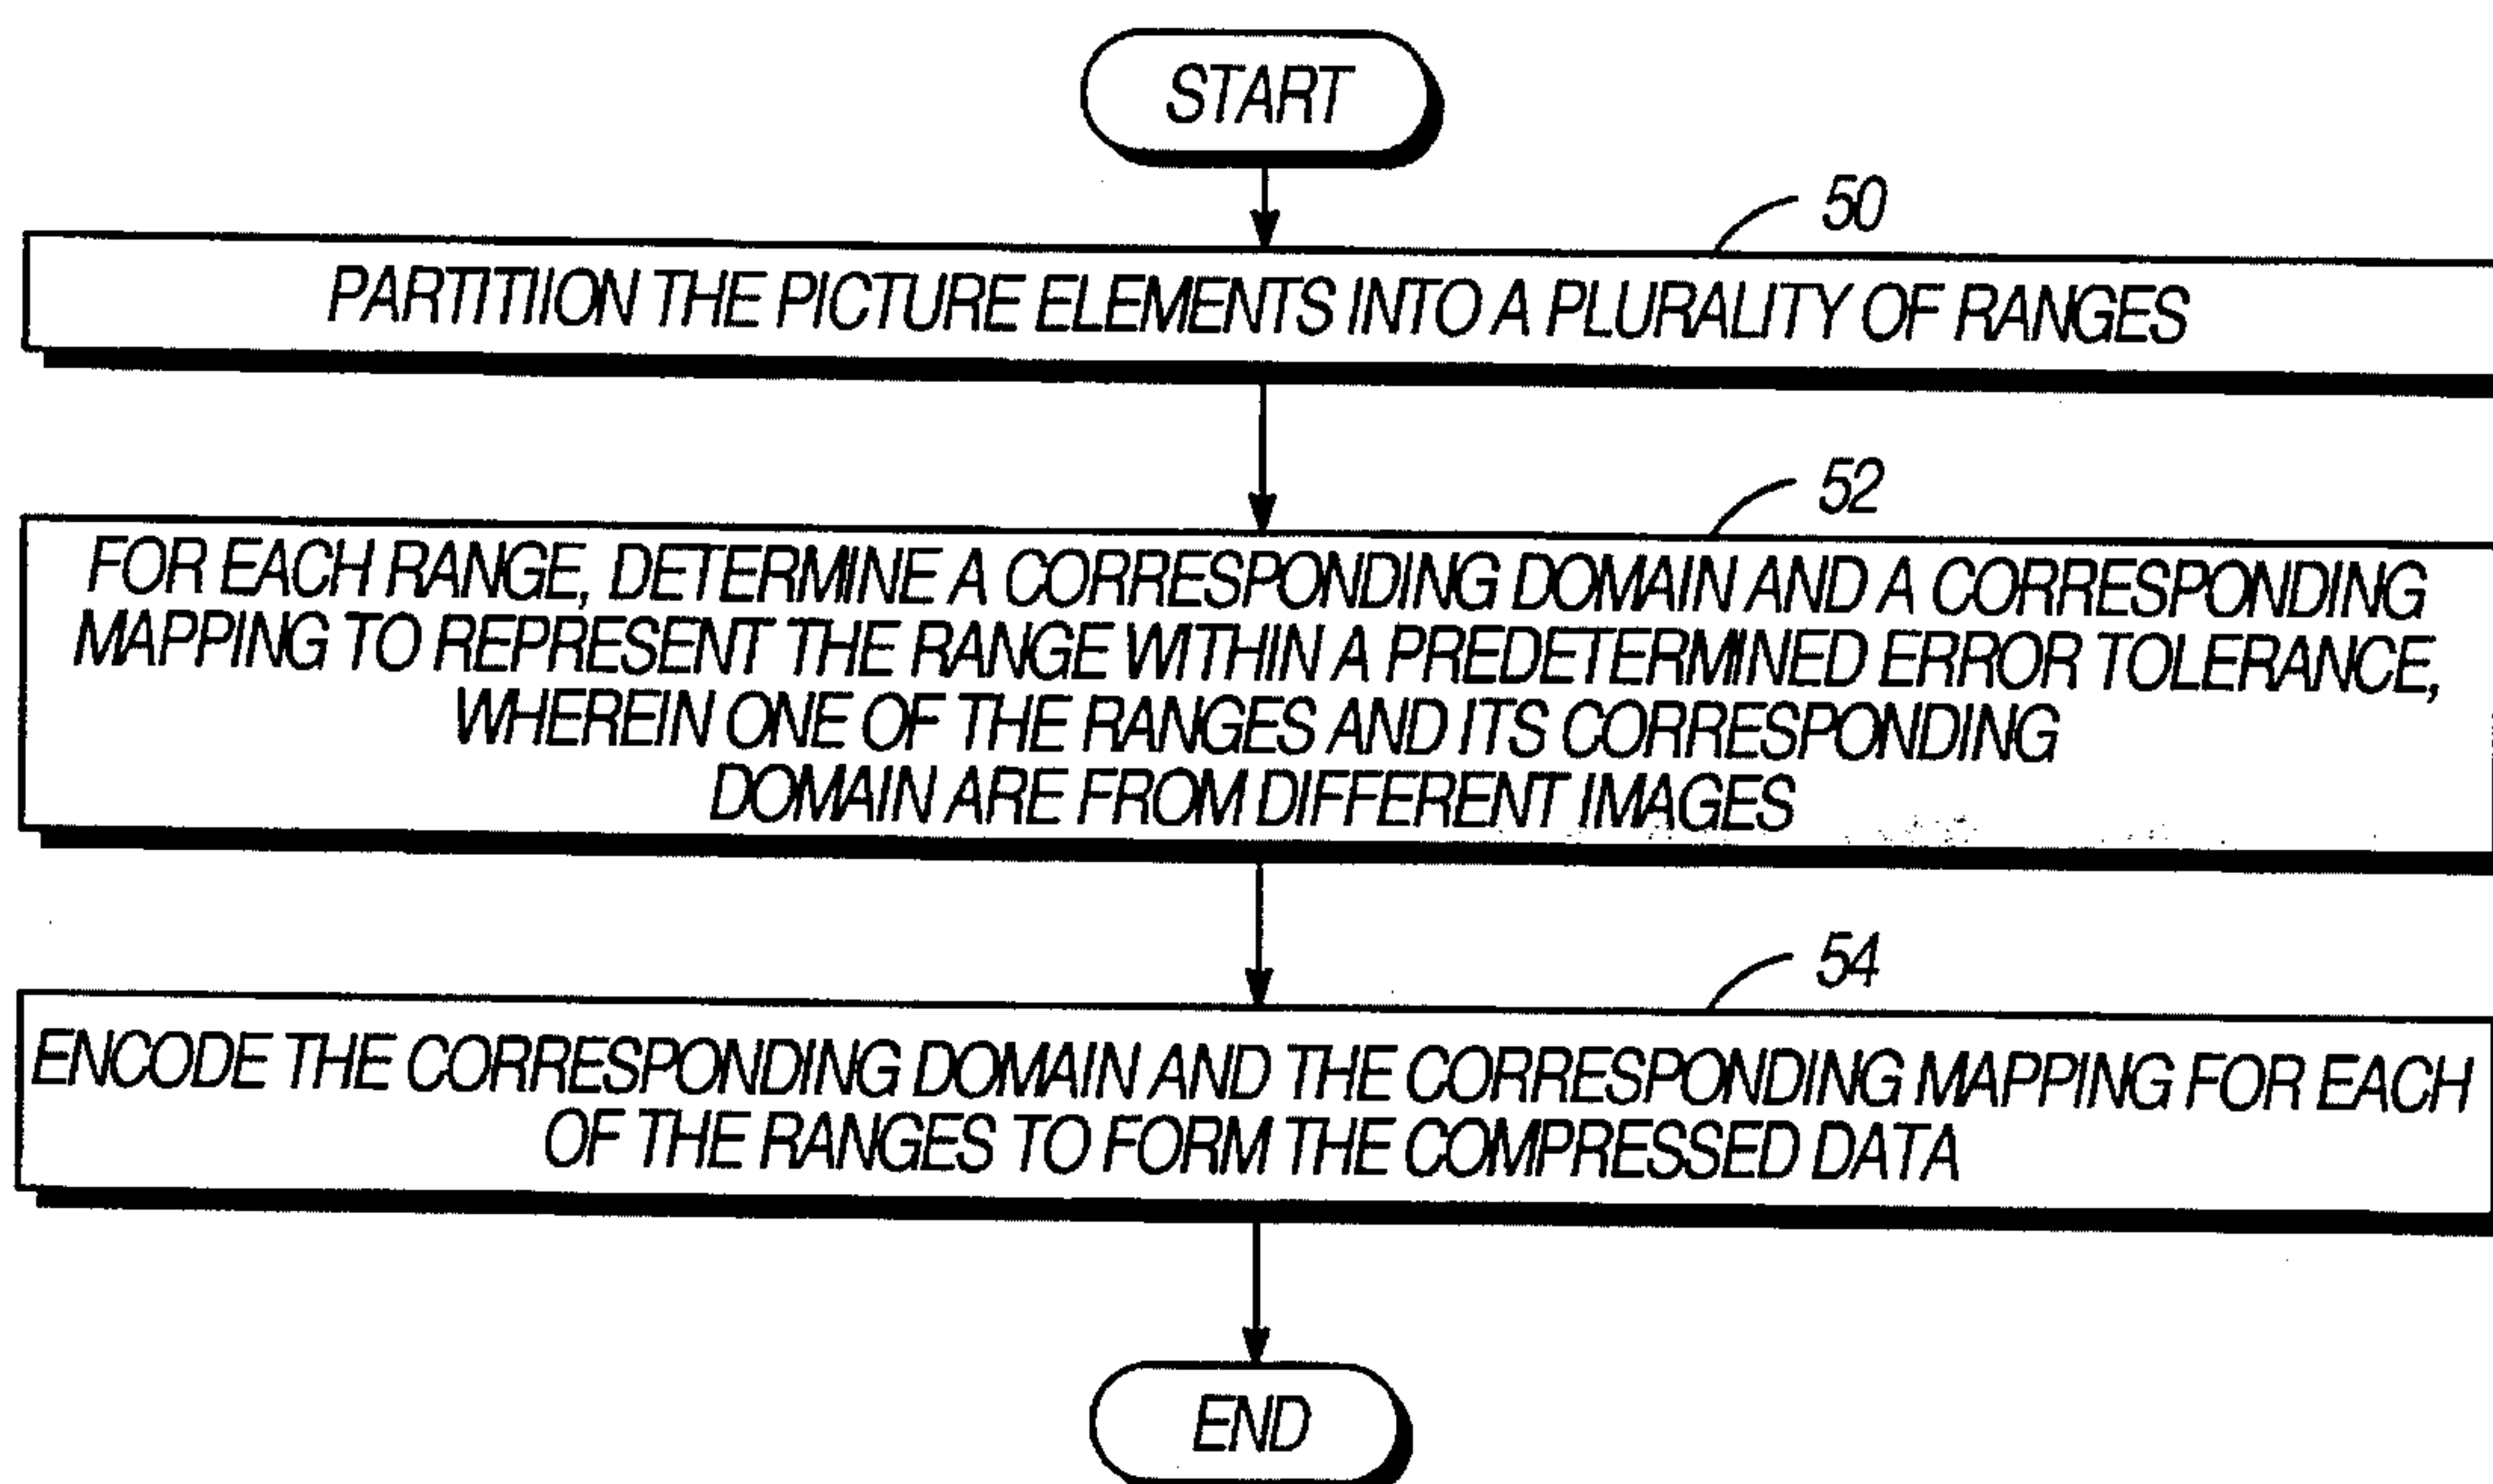 START
50
PARTITIION THE PICTURE ELEMENTS INTO A PLURALITY OF RANGES
52
FOR EACH RANGE, DETERMINE A CORRESPONDING DOMAIN AND A CORRESPONDING
MAPPING TO REPRESENT THE RANGE WITHIN A PREDETERMINED ERROR TOLERANCE,
WHEREIN ONE OF THE RANGES AND ITS CORRESPONDING
DOMAIN ARE FROM DIFFERENT IMAGES
54
ENCODE THE CORRESPONDING DOMAIN AND THE CORRESPONDING MAPPING FOR EACH
OF THE RANGES TO FORM THE COMPRESSED DATA
END